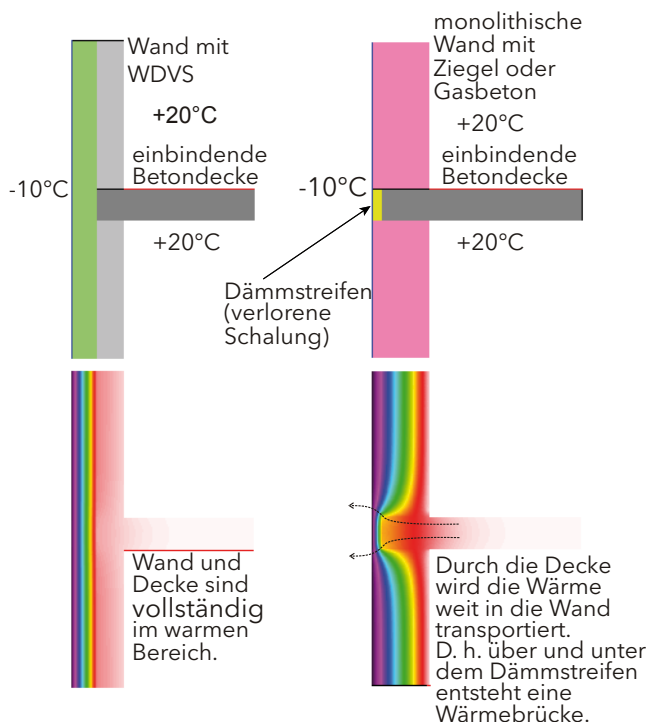 Wand mit
WDVS
+20°C
einbindende
Betondecke
-10°C
+20°C
monolithische
Wand mit
Ziegel oder
Gasbeton
+20°C
einbindende
Betondecke
-10°C
+20°C
Dämmstreifen
(verlorene
Schalung)
Wand und
Decke sind
vollständig
im warmen
Bereich.
Durch die Decke
wird die Wärme
weit in die Wand
transportiert.
D. h. über und unter
dem Dämmstreifen
entsteht eine
Wärmebrücke.